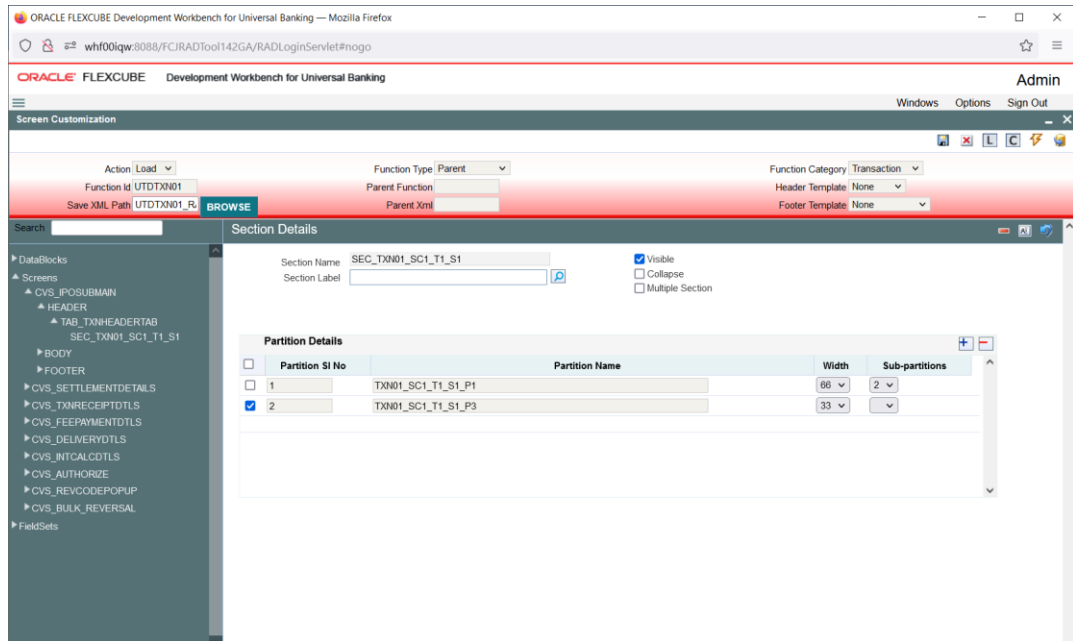 ORACLE FLEXCUBE Development Workbench for Universal Banking — Mozilla Firefox
whf00iqw:8088/FCJRADTool142GA/RADLoginServlet#nogo
ORACLE FLEXCUBE Development Workbench for Universal Banking Admin
Windows Options Sign Out
Screen Customization
L C
Action Load Function Type Parent Function Category Transaction
Function Id UTDTXN01 Parent Function Header Template None
Save XML Path UTDTXN01_R BROWSE Parent Xml Footer Template None
Search
DataBlocks
Screens
CVS_IPOSUBMAIN
HEADER
TAB_TXNHEADERTAB
SEC_TXN01_SC1_T1_S1
BODY
FOOTER
CVS_SETTLEMENTDETAILS
CVS_TXNRECEIPTDTLS
CVS_FEEPAYMENTDTLS
CVS_DELIVERYDTLS
CVS_INTCALCDTLS
CVS_AUTHORIZE
CVS_REVCODEPOPUP
CVS_BULK_REVERSAL
FieldSets
Section Details
Section Name SEC_TXN01_SC1_T1_S1 Visible
Section Label Collapse
Multiple Section
Partition Details
Partition Sl No Partition Name Width Sub-partitions
1 TXN01_SC1_T1_S1_P1 66 2
2 TXN01_SC1_T1_S1_P3 33